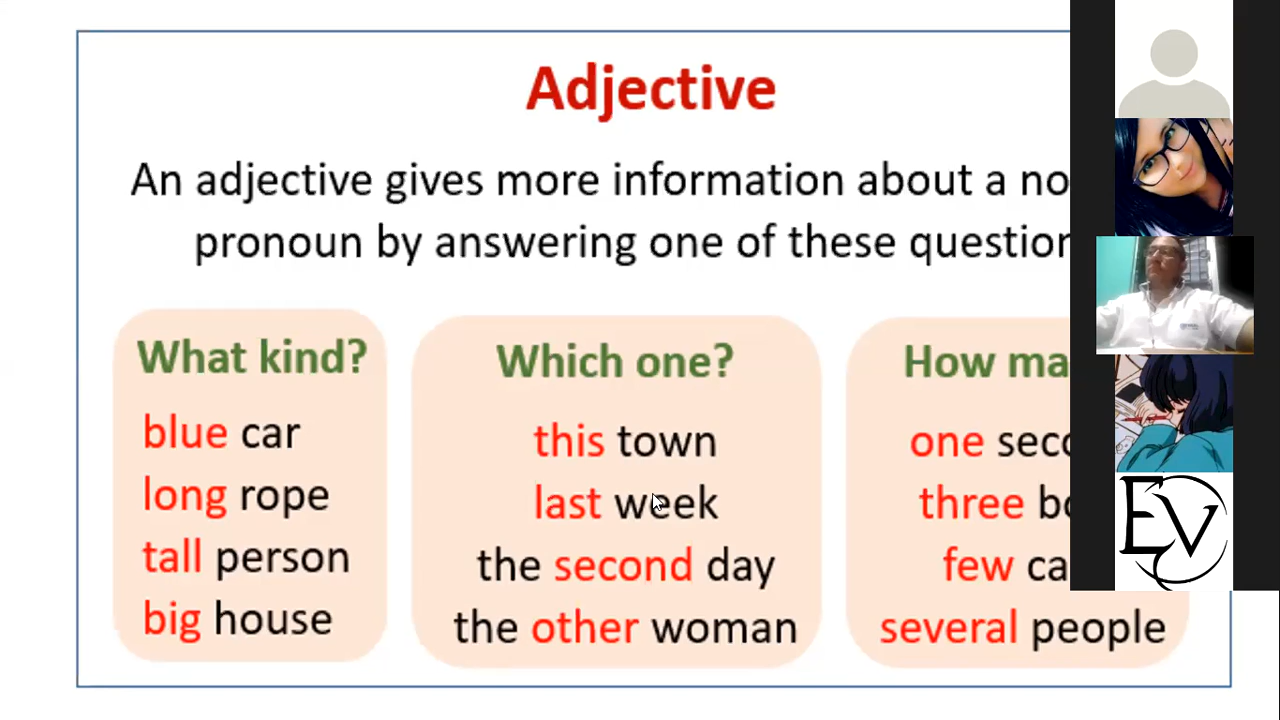 Adjective
An adjective gives more information about a no
pronoun by answering one of these question
What kind?
blue car
long rope
tall person
big house
Which one?
this town
last week
the second day
the other woman
How ma
one seco
three bo
few ca
several people
EV